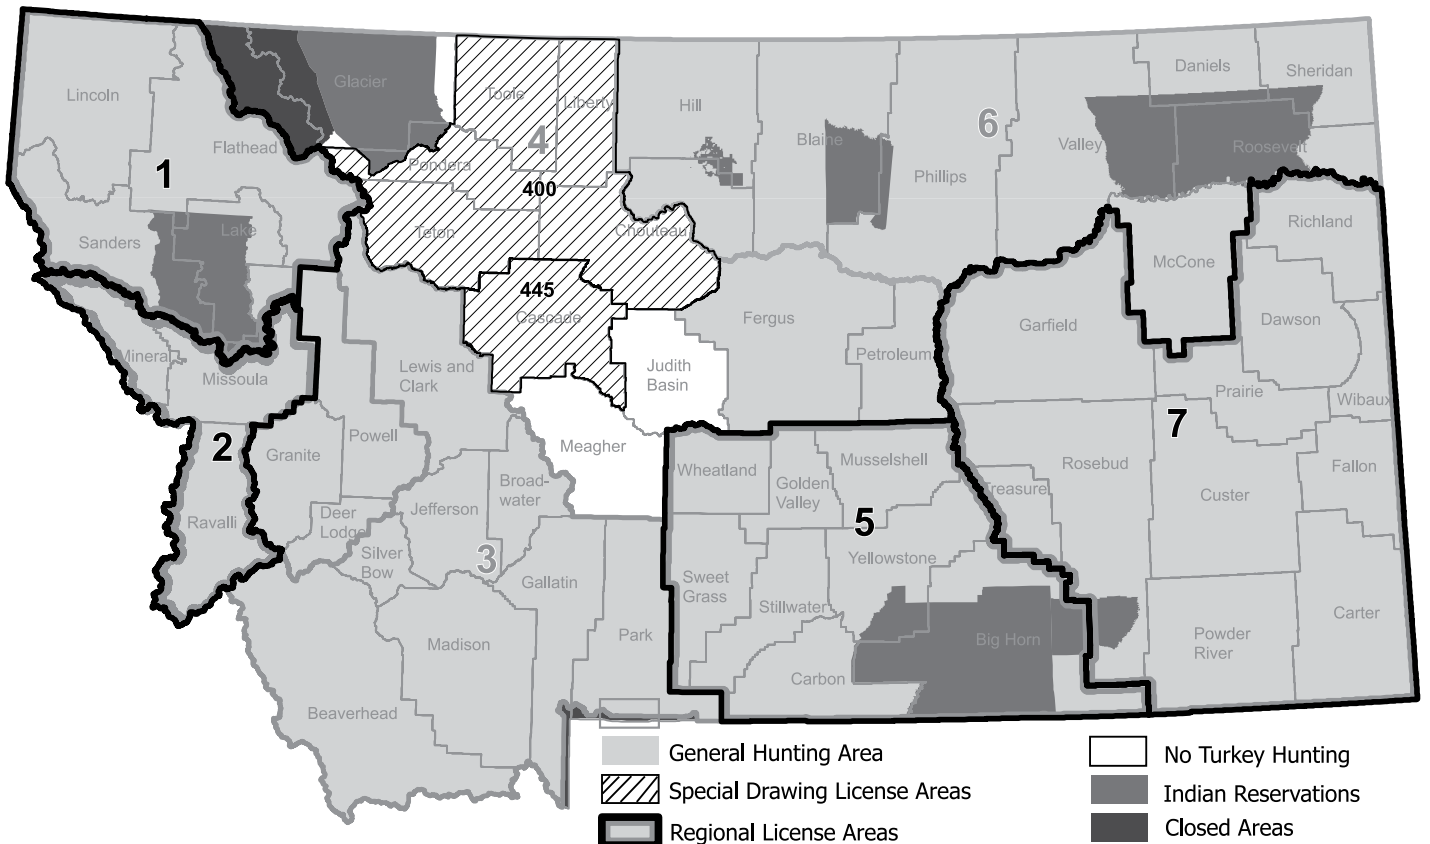 Daniels
Sheridan
Glacier
Lincoln
Toole
Liberty
Hill
6
Blaine
4
Flathead
Valley
Roosevelt
Pondera
1
Phillips
400
Richland
Lake
Teton
Chouteau
Sanders
McCone
445
Cascade
Fergus
Garfield
Dawson
Mineral
Petroleum
Lewis and
Clark
Judith
Basin
Missoula
Prairie
Wibaux
7
2
Powell
Meagher
Granite
Musselshell
Wheatland
Rosebud
Fallon
Broad-
water
Golden
Valley
Treasure
Custer
Jefferson
Deer
Lodge
Ravalli
5
3
Silver
Bow
Yellowstone
Gallatin
Sweet
Grass
Stillwater
Carter
Park
Madison
Big Horn
Powder
River
Carbon
Beaverhead
General Hunting Area
Special Drawing License Areas
Regional License Areas
No Turkey Hunting
Indian Reservations
Closed Areas